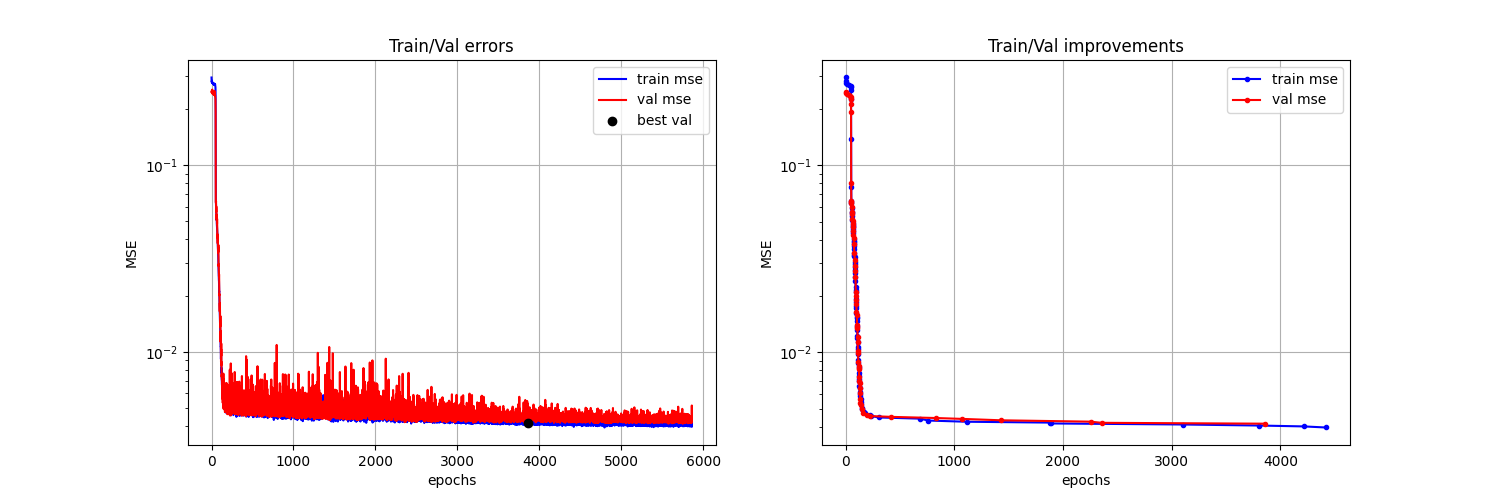 Train/Val errors
train mse
val mse
best val
10⁻¹
10⁻²
MSE
0 1000 2000 3000 4000 5000 6000
epochs
Train/Val improvements
train mse
val mse
10⁻¹
10⁻²
MSE
0 1000 2000 3000 4000
epochs